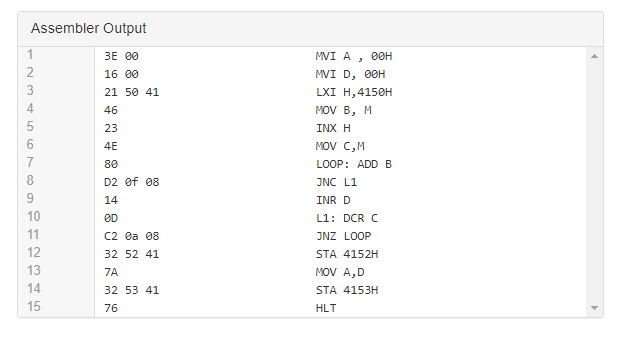 Assembler Output
1 3E 00 MVI A , 00H
2 16 00 MVI D, 00H
3 21 50 41 LXI H,4150H
4 46 MOV B, M
5 23 INX H
6 4E MOV C,M
7 80 LOOP: ADD B
8 D2 0f 08 JNC L1
9 14 INR D
10 0D L1: DCR C
11 C2 0a 08 JNZ LOOP
12 32 52 41 STA 4152H
13 7A MOV A,D
14 32 53 41 STA 4153H
15 76 HLT